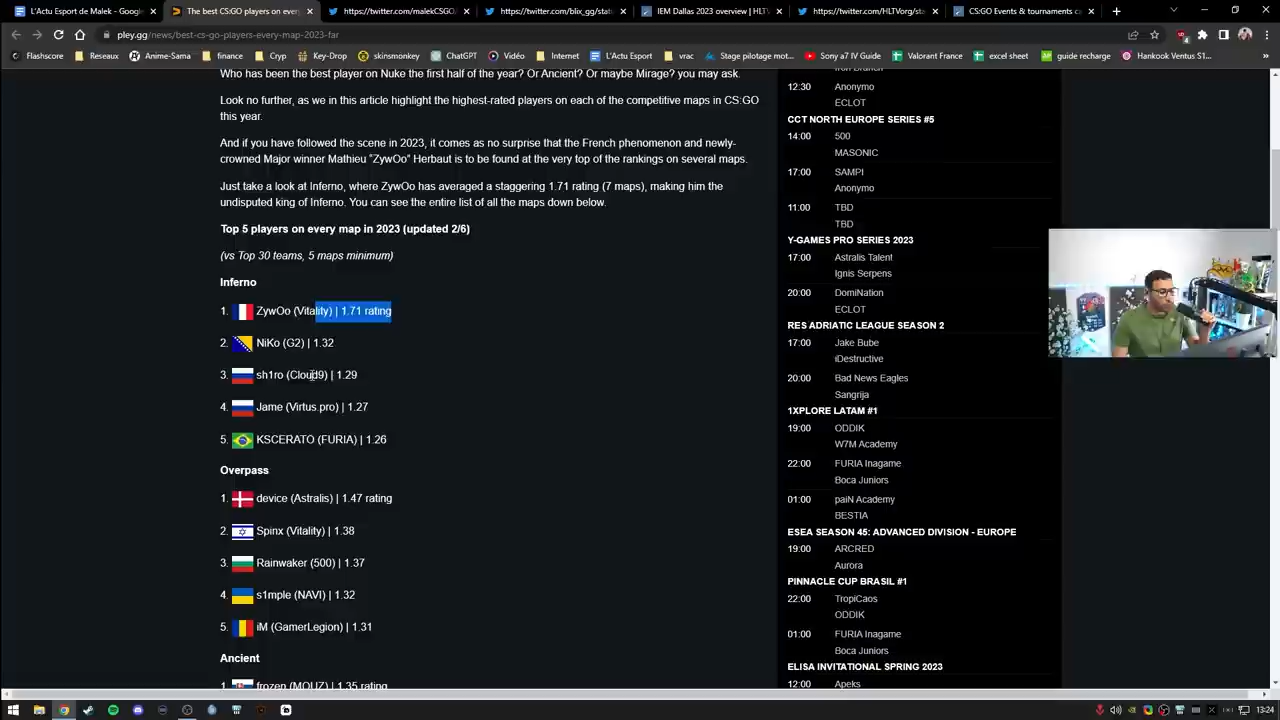 L'Actu Esport de Malek - Google
The best CS:GO players on every
https://twitter.com/malekCSGO
https://twitter.com/blix_gg/stat
IEM Dallas 2023 overview | HLTV
https://twitter.com/HLTVorg/sta
CS:GO Events & tournaments ca
pley.gg/news/best-cs-go-players-every-map-2023-far
Flashscore
Reseaux
Anime-Sama
finance
Cryp
Key-Drop
skinsmonkey
ChatGPT
Vidéo
Internet
L'Actu Esport
vrac
Stage pilotage mot...
Sony a7 IV Guide
Valorant France
excel sheet
guide recharge
Hankook Ventus S1...
Who has been the best player on Nuke the first half of the year? Or Ancient? Or maybe Mirage? you may ask.
Look no further, as we in this article highlight the highest-rated players on each of the competitive maps in CS:GO
this year.
And if you have followed the scene in 2023, it comes as no surprise that the French phenomenon and newly-
crowned Major winner Mathieu "ZywOo" Herbaut is to be found at the very top of the rankings on several maps.
Just take a look at Inferno, where ZywOo has averaged a staggering 1.71 rating (7 maps), making him the
undisputed king of Inferno. You can see the entire list of all the maps down below.
Top 5 players on every map in 2023 (updated 2/6)
(vs Top 30 teams, 5 maps minimum)
Inferno
1. ZywOo (Vitality) | 1.71 rating
2. NiKo (G2) | 1.32
3. sh1ro (Cloud9) | 1.29
4. Jame (Virtus.pro) | 1.27
5. KSCERATO (FURIA) | 1.26
Overpass
1. device (Astralis) | 1.47 rating
2. Spinx (Vitality) | 1.38
3. Rainwaker (500) | 1.37
4. s1mple (NAVI) | 1.32
5. iM (GamerLegion) | 1.31
Ancient
1. frozen (MOUZ) | 1.35 rating
12:30 Anonymo
ECLOT
CCT NORTH EUROPE SERIES #5
14:00 500
MASONIC
17:00 SAMPI
Anonymo
11:00 TBD
TBD
Y-GAMES PRO SERIES 2023
17:00 Astralis Talent
Ignis Serpens
20:00 DomiNation
ECLOT
RES ADRIATIC LEAGUE SEASON 2
17:00 Jake Bube
iDestructive
20:00 Bad News Eagles
Sangrija
1XPLORE LATAM #1
19:00 ODDIK
W7M Academy
22:00 FURIA Inagame
Boca Juniors
01:00 paiN Academy
BESTIA
ESEA SEASON 45: ADVANCED DIVISION - EUROPE
19:00 ARCRED
Aurora
PINNACLE CUP BRASIL #1
22:00 TropiCaos
ODDIK
01:00 FURIA Inagame
Boca Juniors
ELISA INVITATIONAL SPRING 2023
12:00 Apeks
13:24